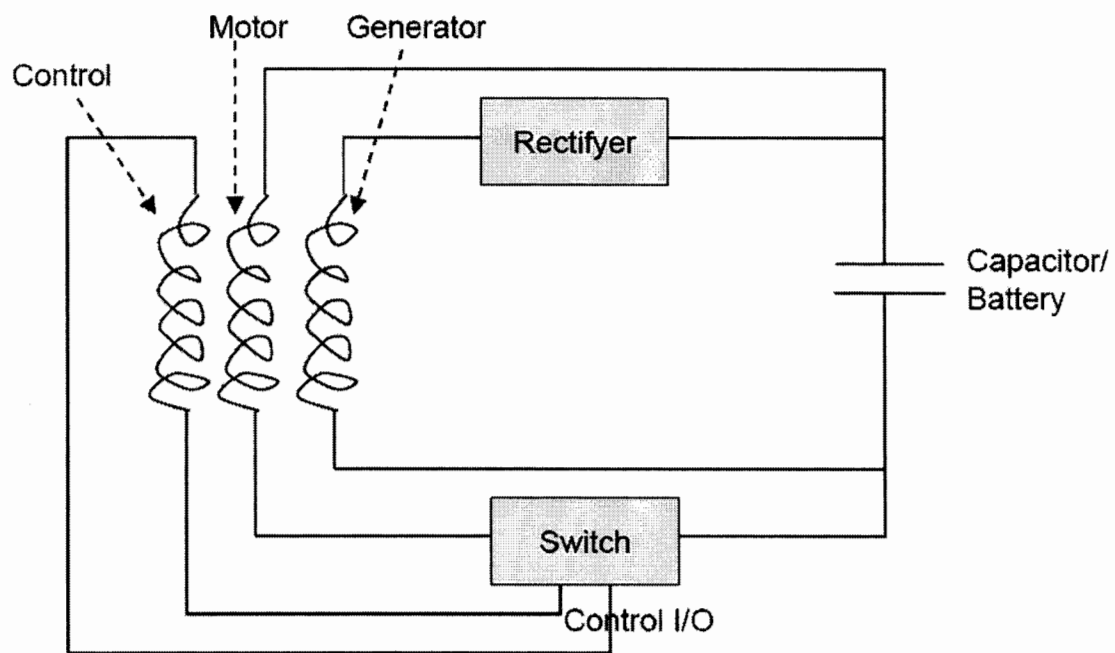 Motor
Generator
Control
Rectifyer
Capacitor/
Battery
Switch
Control I/O